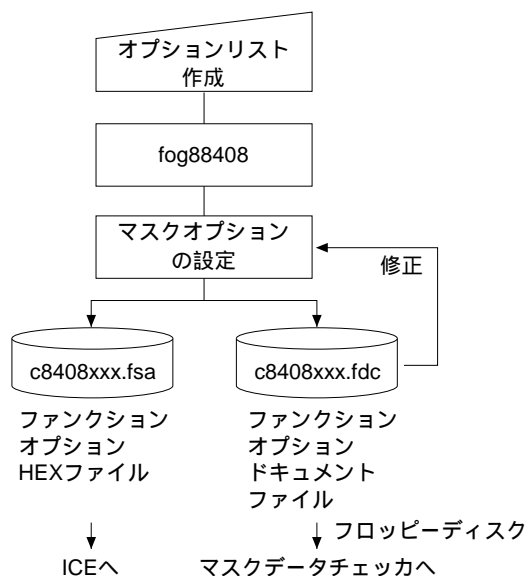 オプションリスト
作成
fog88408
マスクオプション
の設定
修正
c8408xxx.fsa
c8408xxx.fdc
ファンクション
オプション
HEXファイル
ファンクション
オプション
ドキュメント
ファイル
フロッピーディスク
ICEへ
マスクデータチェッカへ